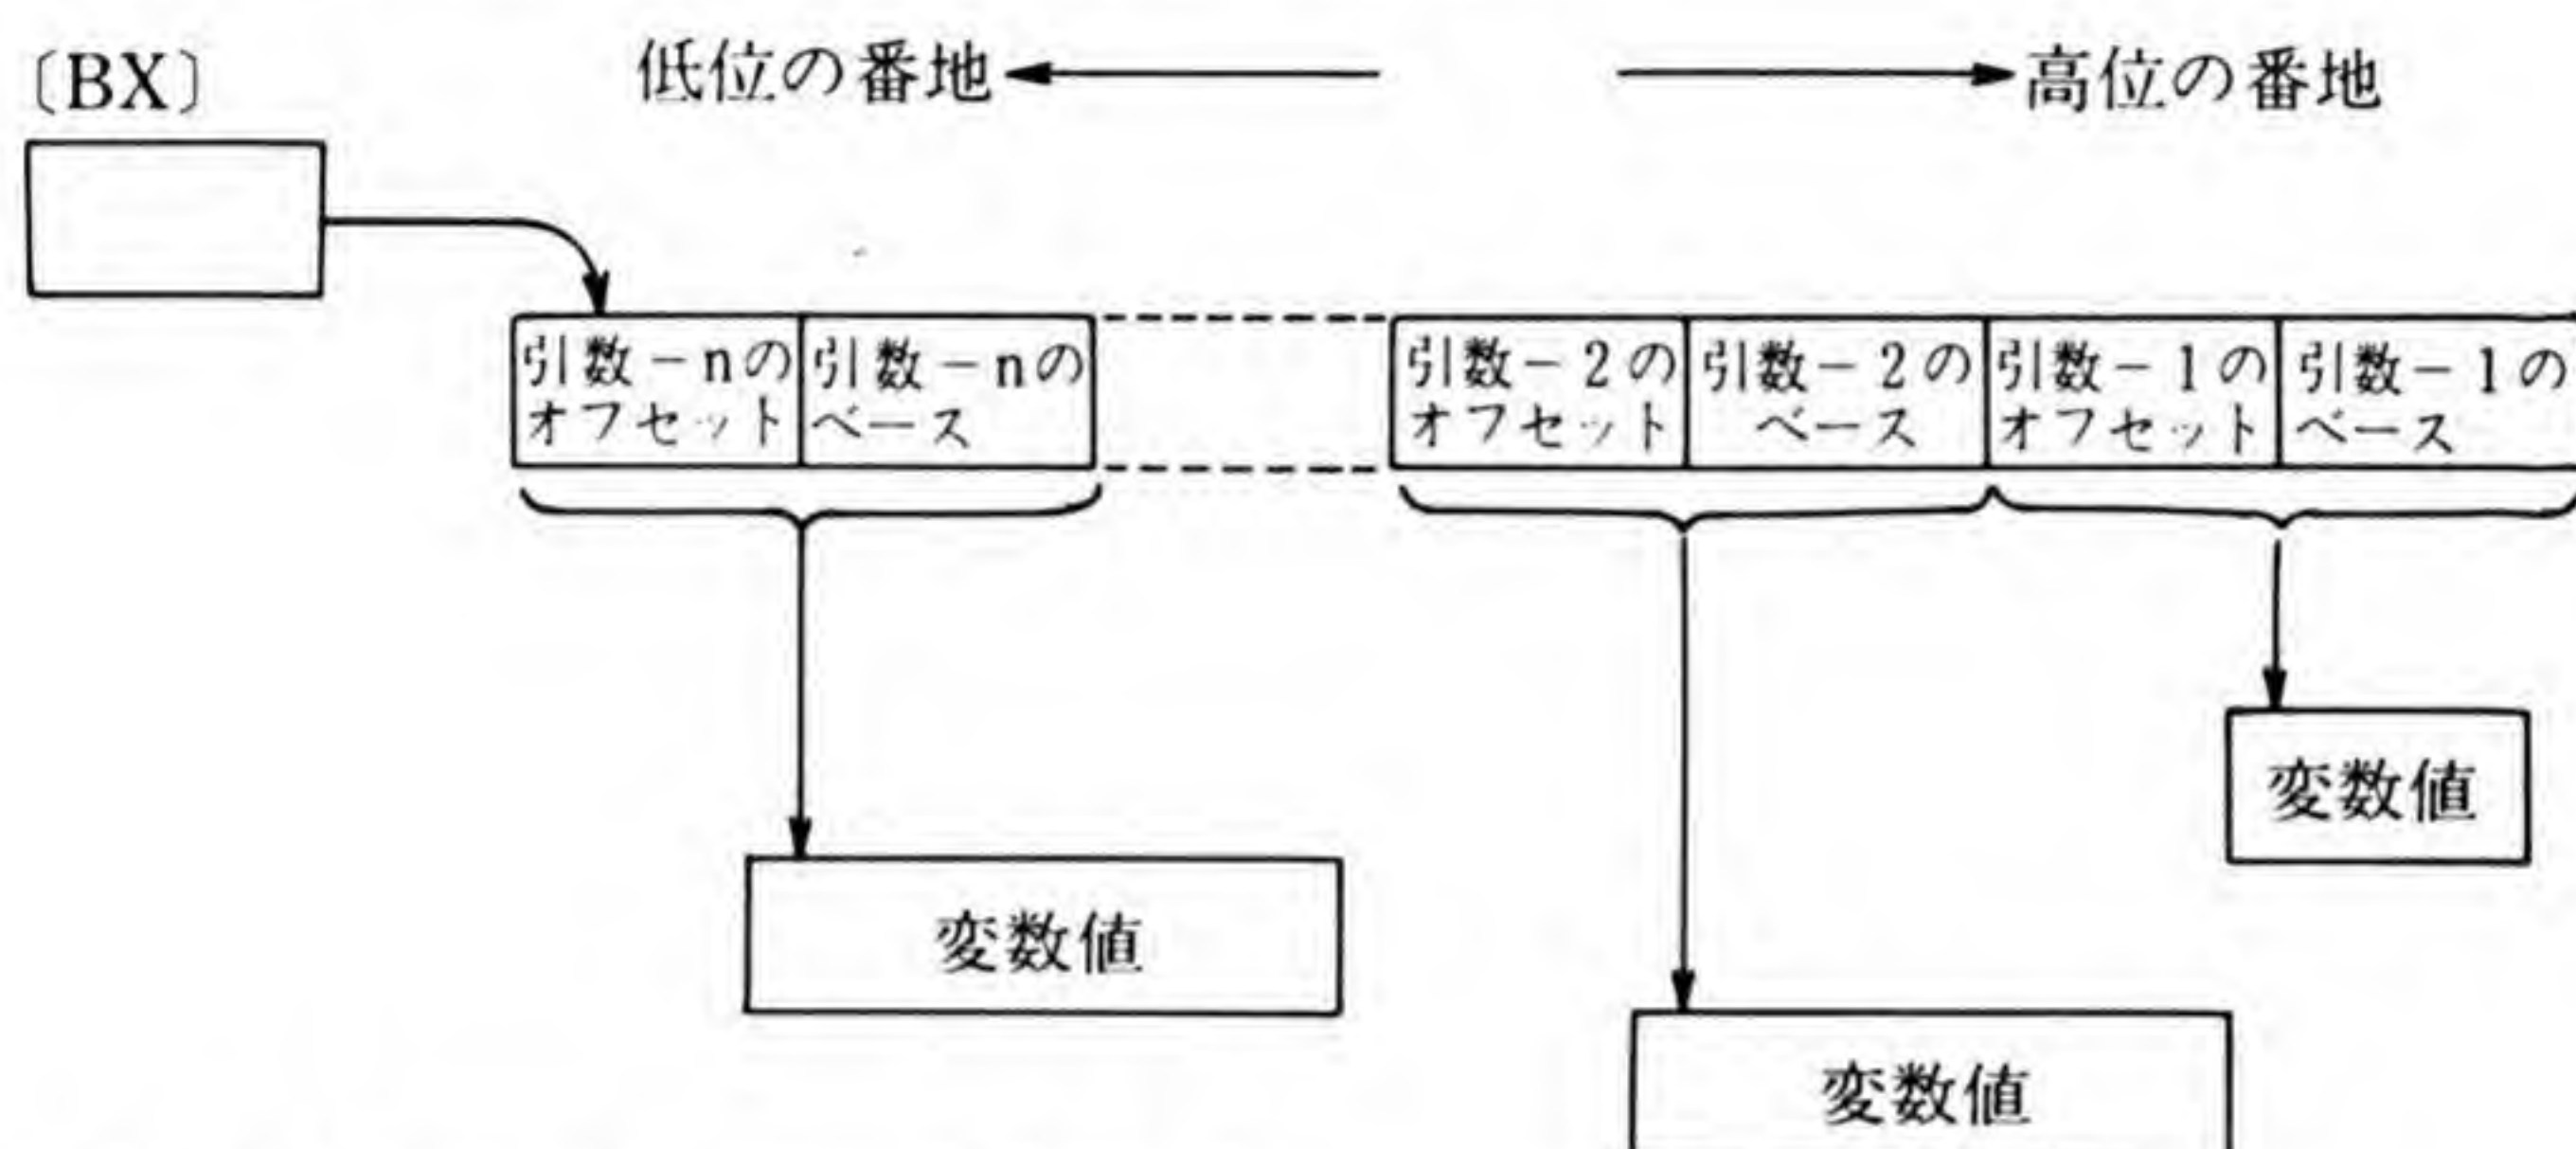 〔BX〕
低位の番地
高位の番地
引数－nの
オフセット
引数－nの
ベース
引数－2の
オフセット
引数－2の
ベース
引数－1の
オフセット
引数－1の
ベース
変数値
変数値
変数値